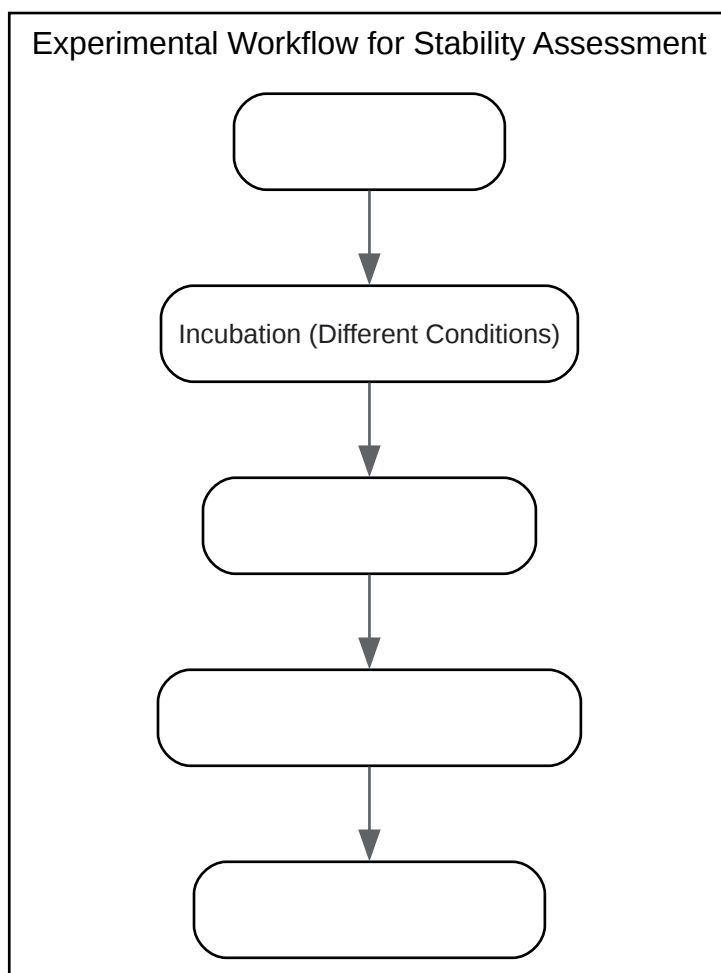 Experimental Workflow for Stability Assessment
Incubation (Different Conditions)